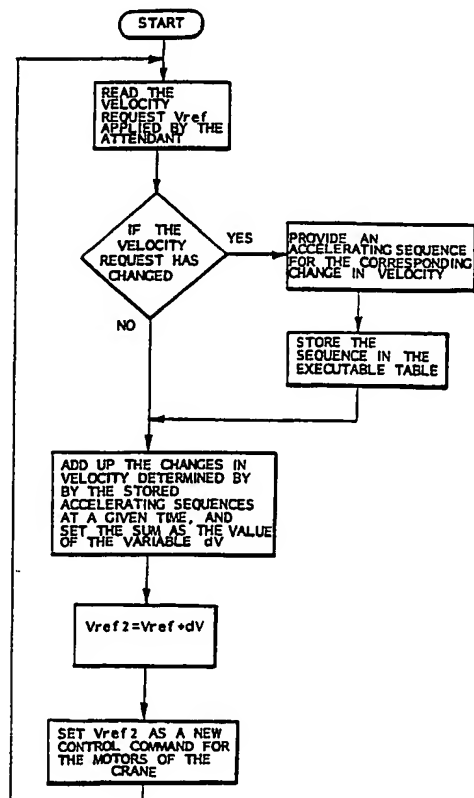 START
READ THE
VELOCITY
REQUEST Vref
APPLIED BY THE
ATTENDANT
IF THE
VELOCITY
REQUEST HAS
CHANGED
YES
PROVIDE AN
ACCELERATING SEQUENCE
FOR THE CORRESPONDING
CHANGE IN VELOCITY
NO
STORE THE
SEQUENCE IN THE
EXECUTABLE TABLE
ADD UP THE CHANGES IN
VELOCITY DETERMINED BY
BY THE STORED
ACCELERATING SEQUENCES
AT A GIVEN TIME, AND
SET THE SUM AS THE VALUE
OF THE VARIABLE dV
Vref2=Vref+dV
SET Vref2 AS A NEW
CONTROL COMMAND FOR
THE MOTORS OF THE
CRANE